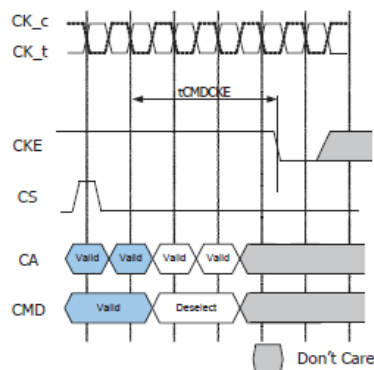 CK_c
CK_t
tCMDCKE
CKE
CS
CA Valid Valid Valid Valid
CMD Valid Deselect
Don't Care